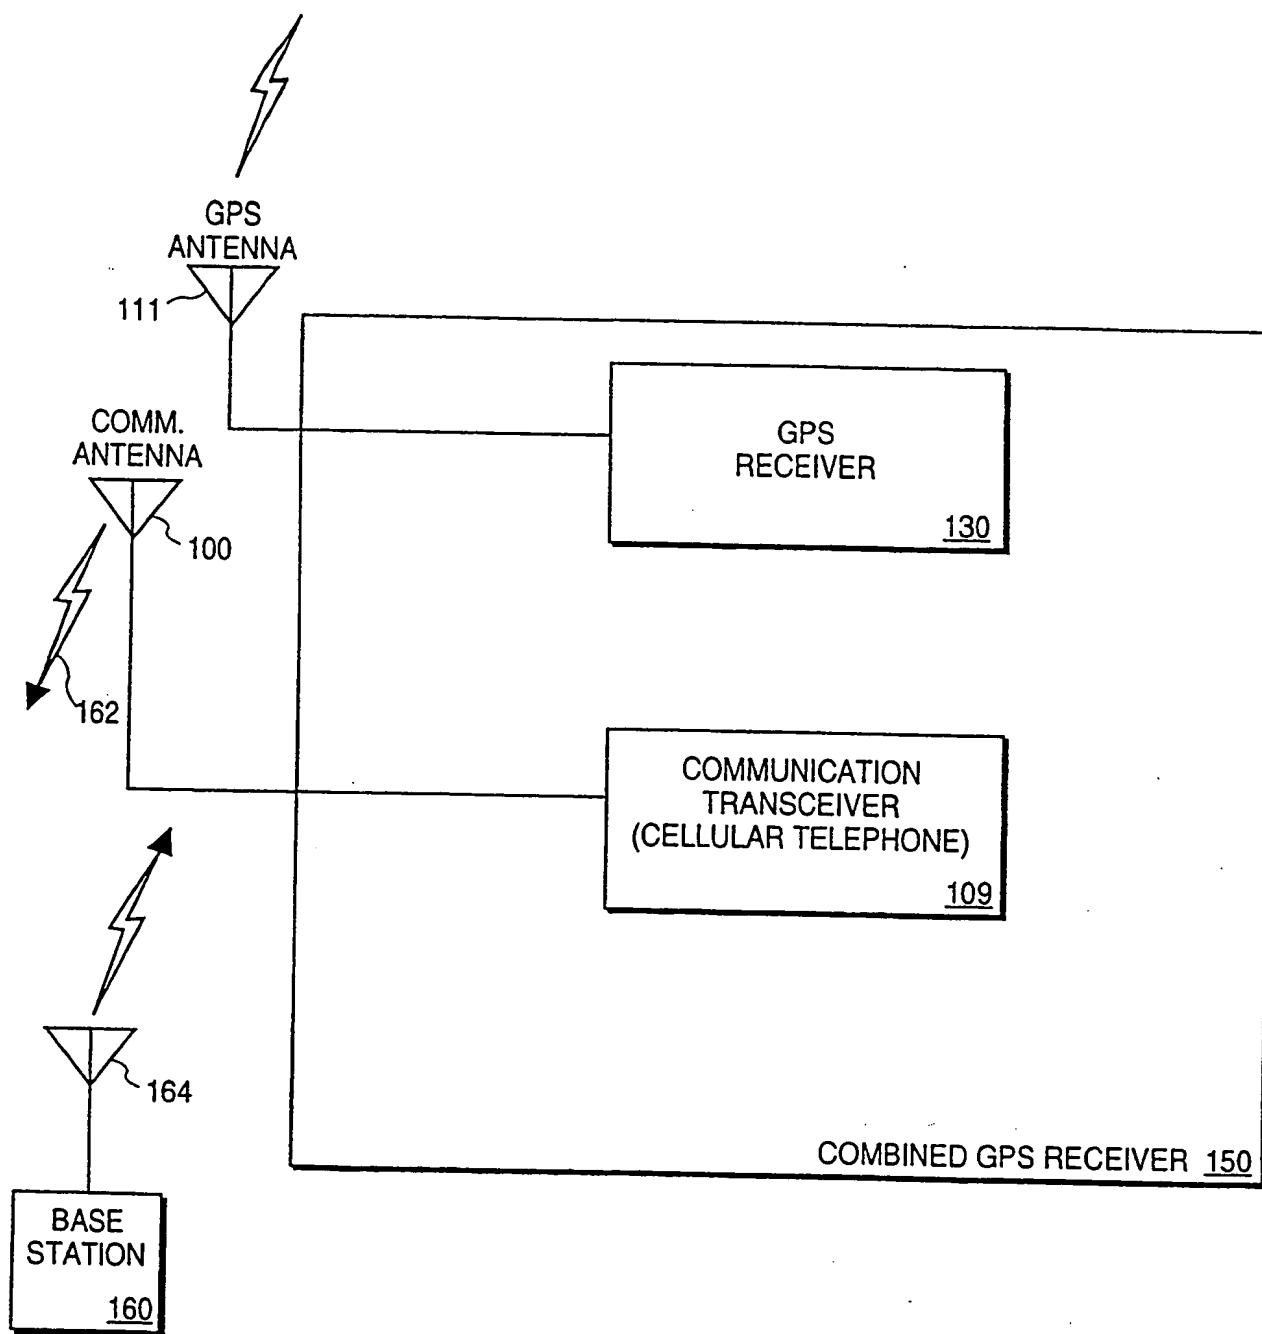 GPS
ANTENNA
111
COMM.
ANTENNA
100
162
GPS
RECEIVER
130
COMMUNICATION
TRANSCEIVER
(CELLULAR TELEPHONE)
109
164
COMBINED GPS RECEIVER 150
BASE
STATION
160